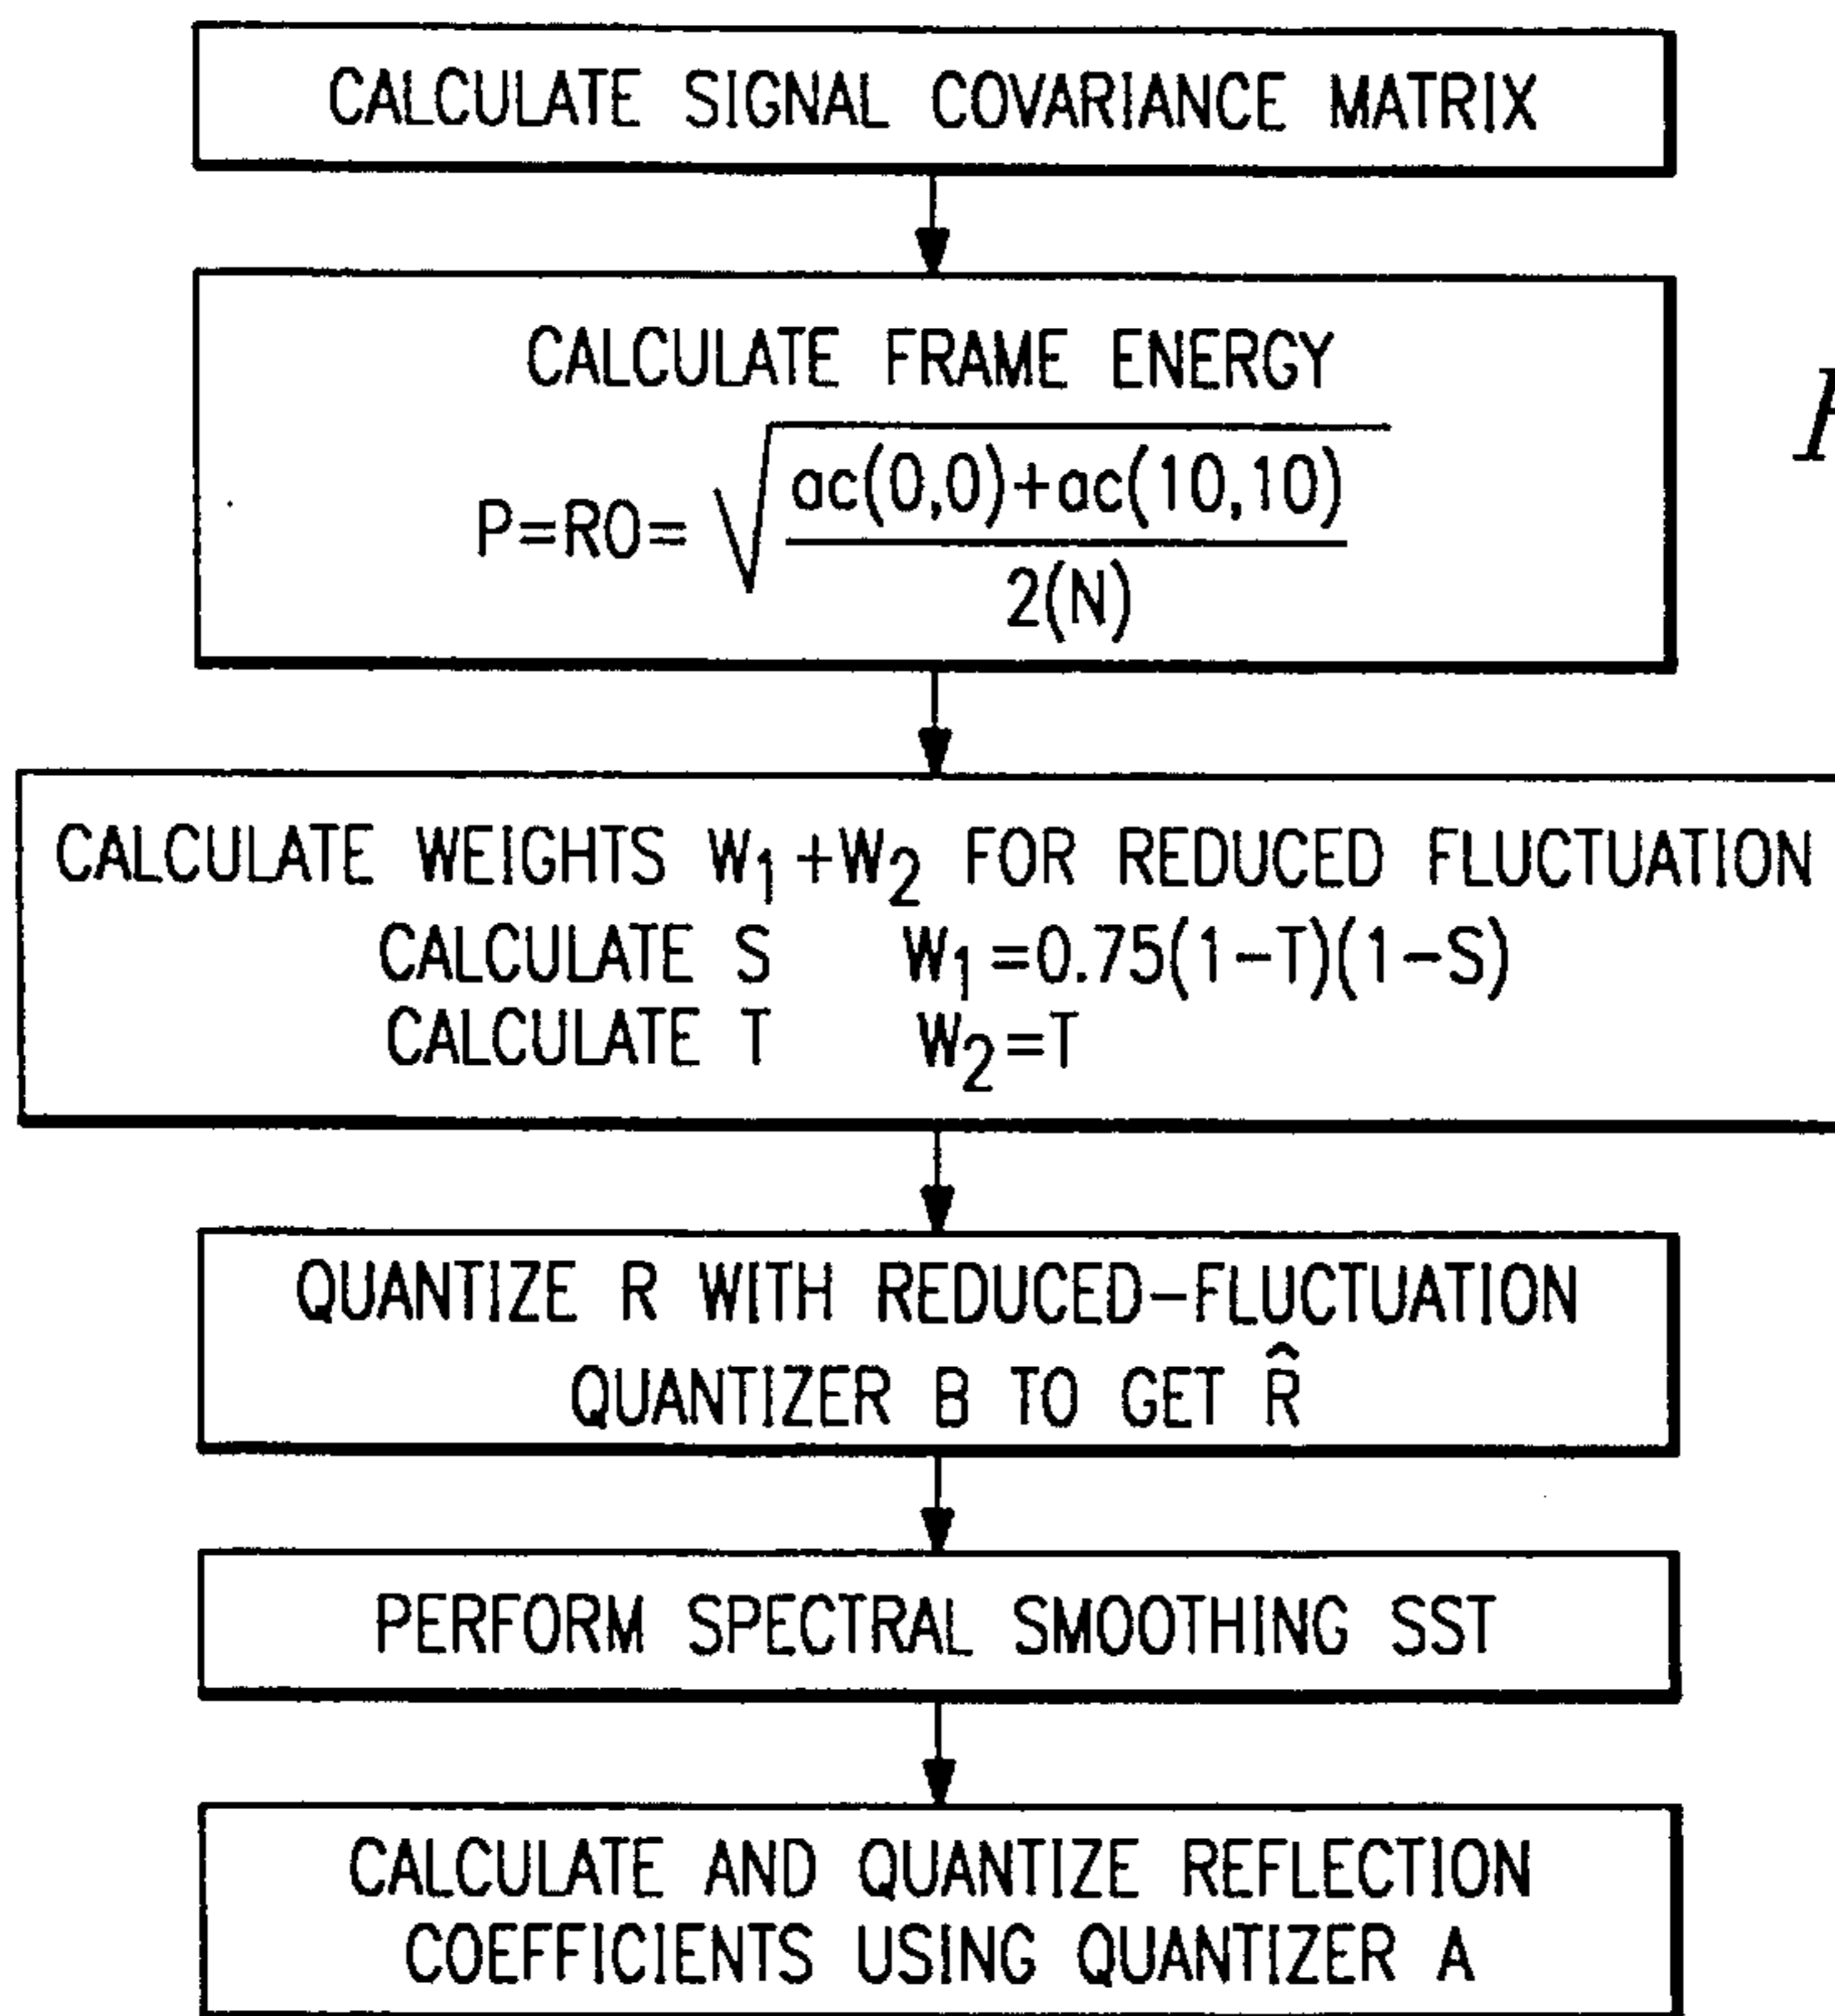 CALCULATE SIGNAL COVARIANCE MATRIX
CALCULATE FRAME ENERGY
P=R0= √((ac(0,0)+ac(10,10))/(2(N)))
CALCULATE WEIGHTS W₁+W₂ FOR REDUCED FLUCTUATION
CALCULATE S W₁=0.75(1-T)(1-S)
CALCULATE T W₂=T
QUANTIZE R WITH REDUCED-FLUCTUATION
QUANTIZER B TO GET R̂
PERFORM SPECTRAL SMOOTHING SST
CALCULATE AND QUANTIZE REFLECTION
COEFFICIENTS USING QUANTIZER A